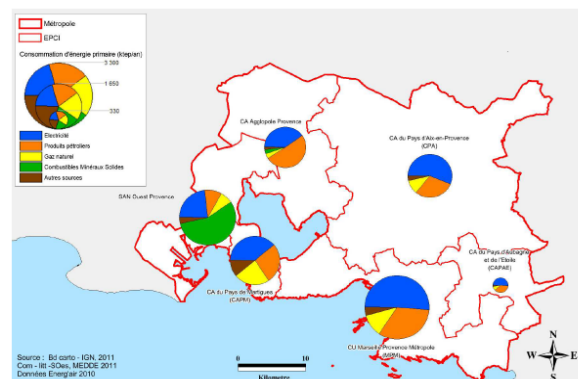 Métropole
EPCI
Consommation d'énergie primaire (ktep/an)
3 300
1 650
330
Electricité
Produits pétroliers
Gaz naturel
Combustibles Minéraux Solides
Autres sources
CA Agglopole Provence
CA du Pays d'Aix-en-Provence
(CPA)
SAN Ouest Provence
CA du Pays d'Aubagne
et de l'Etoile
(CAPAE)
CA du Pays de Martigues
(CAPM)
CU Marseille Provence Métropole
(MPM)
Source : Bd carto - IGN, 2011
Com - litt -SOes, MEDDE 2011
Données Energ'air 2010
0
10
Kilometre
N
W
E
S